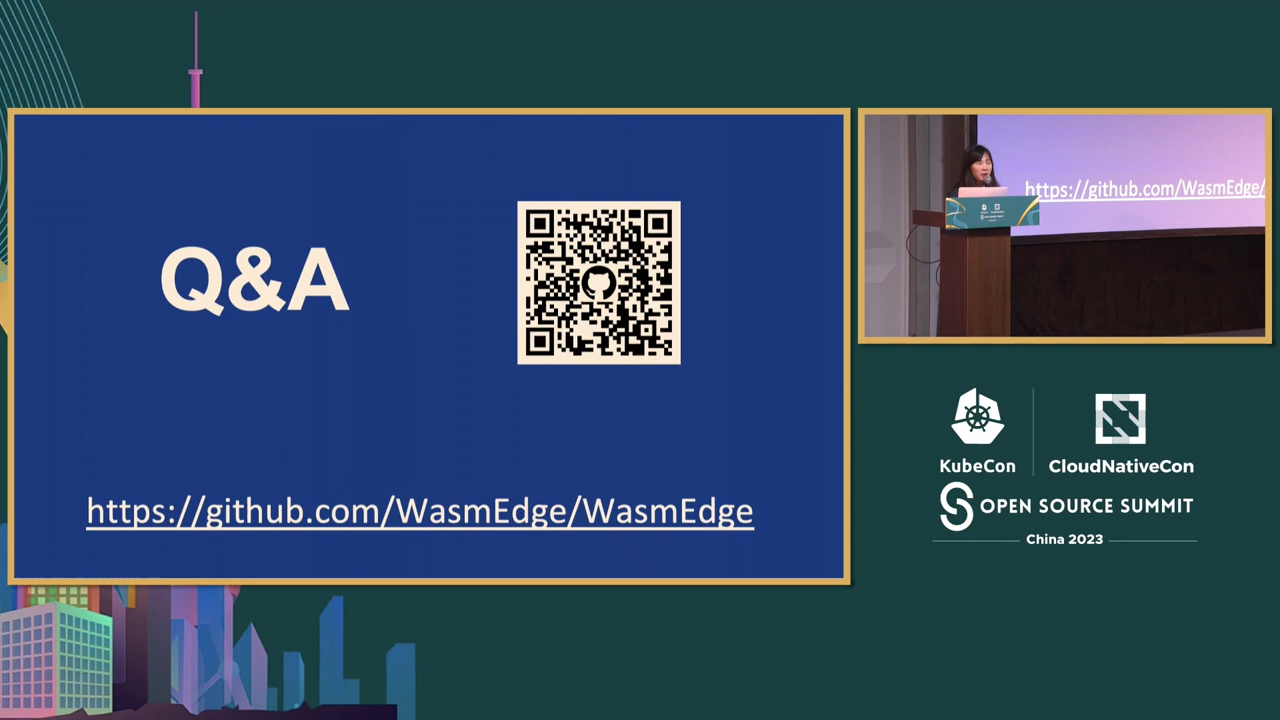 Q&A
https://github.com/WasmEdge/WasmEdge
https://github.com/WasmEdge/
KubeCon
CloudNativeCon
OPEN SOURCE SUMMIT
China 2023